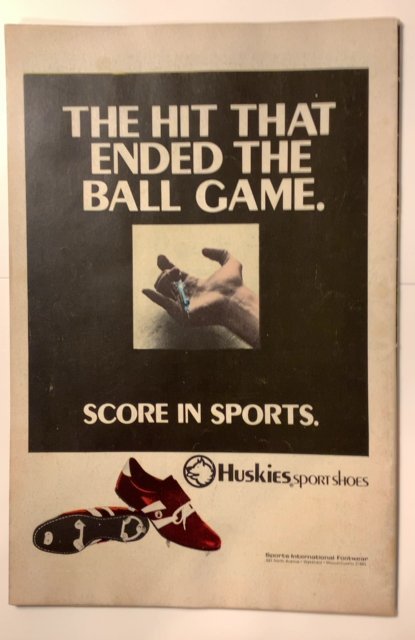 THE HIT THAT
ENDED THE
BALL GAME.
SCORE IN SPORTS.
Huskies® SPORT SHOES
Sports International Footwear